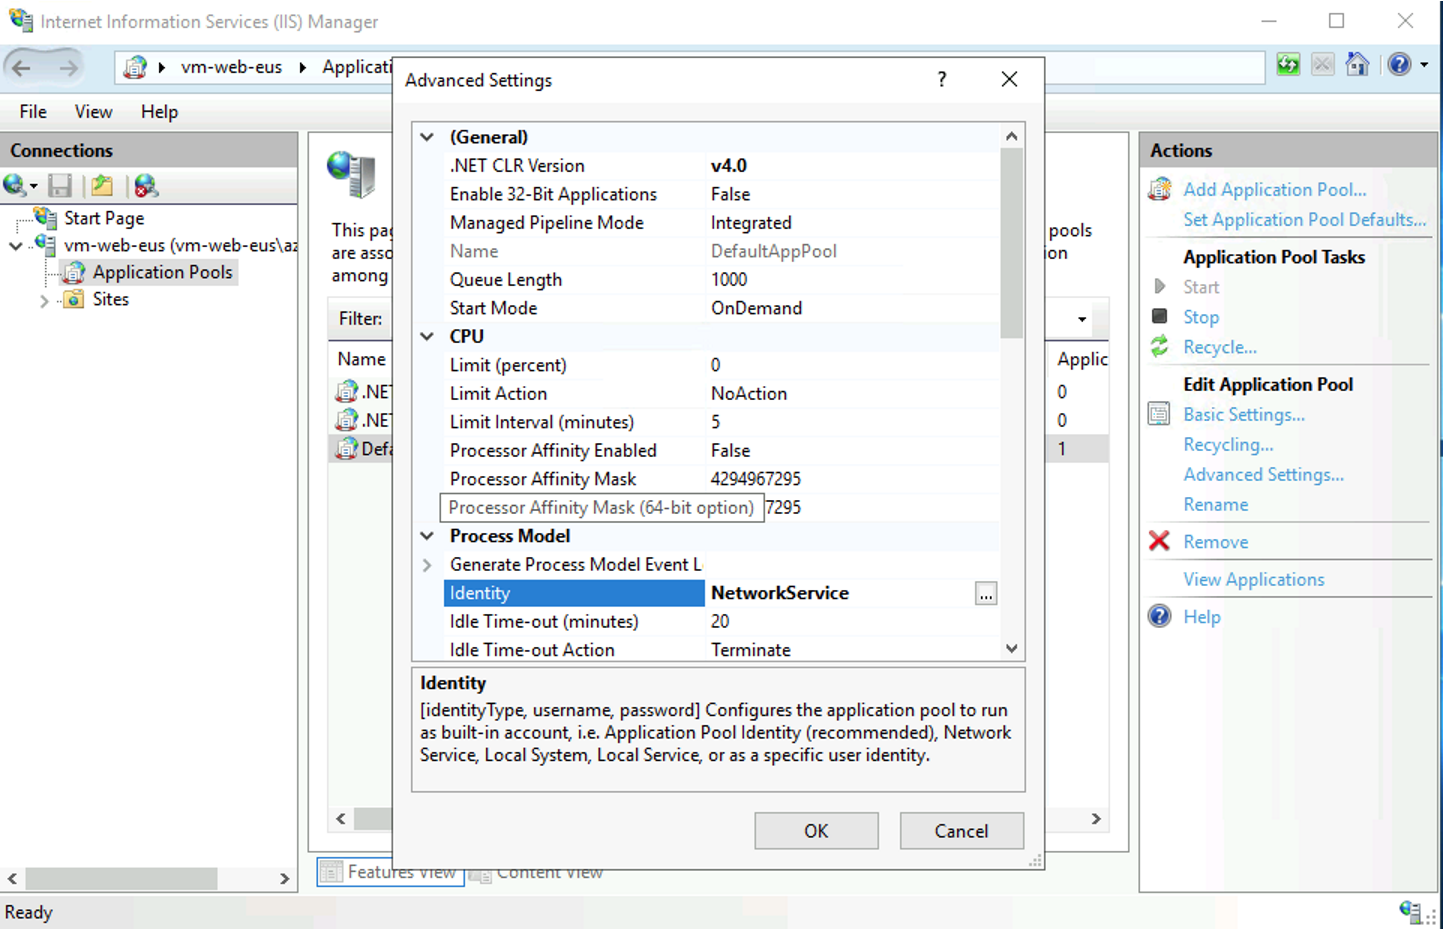 Internet Information Services (IIS) Manager
vm-web-eus Applicati
File View Help
Connections
Start Page
vm-web-eus (vm-web-eus\az
Application Pools
Sites
This pag
are asso
among
pools
ion
Filter:
Name
Applic
.NET
0
.NET
0
Defa
1
Features View
Content View
Advanced Settings
?
(General)
.NET CLR Version v4.0
Enable 32-Bit Applications False
Managed Pipeline Mode Integrated
Name DefaultAppPool
Queue Length 1000
Start Mode OnDemand
CPU
Limit (percent) 0
Limit Action NoAction
Limit Interval (minutes) 5
Processor Affinity Enabled False
Processor Affinity Mask 4294967295
Processor Affinity Mask (64-bit option) 7295
Process Model
Generate Process Model Event L
Identity NetworkService ...
Idle Time-out (minutes) 20
Idle Time-out Action Terminate
Identity
[identityType, username, password] Configures the application pool to run
as built-in account, i.e. Application Pool Identity (recommended), Network
Service, Local System, Local Service, or as a specific user identity.
OK Cancel
Actions
Add Application Pool...
Set Application Pool Defaults...
Application Pool Tasks
Start
Stop
Recycle...
Edit Application Pool
Basic Settings...
Recycling...
Advanced Settings...
Rename
Remove
View Applications
Help
Ready